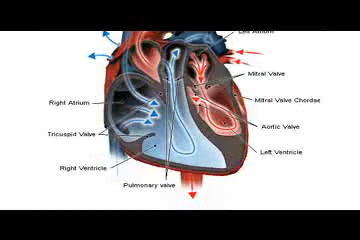 Left Atrium
Mitral Valve
Right Atrium
Mitral Valve Chordae
Aortic Valve
Tricuspid Valve
Left Ventricle
Right Ventricle
Pulmonary valve